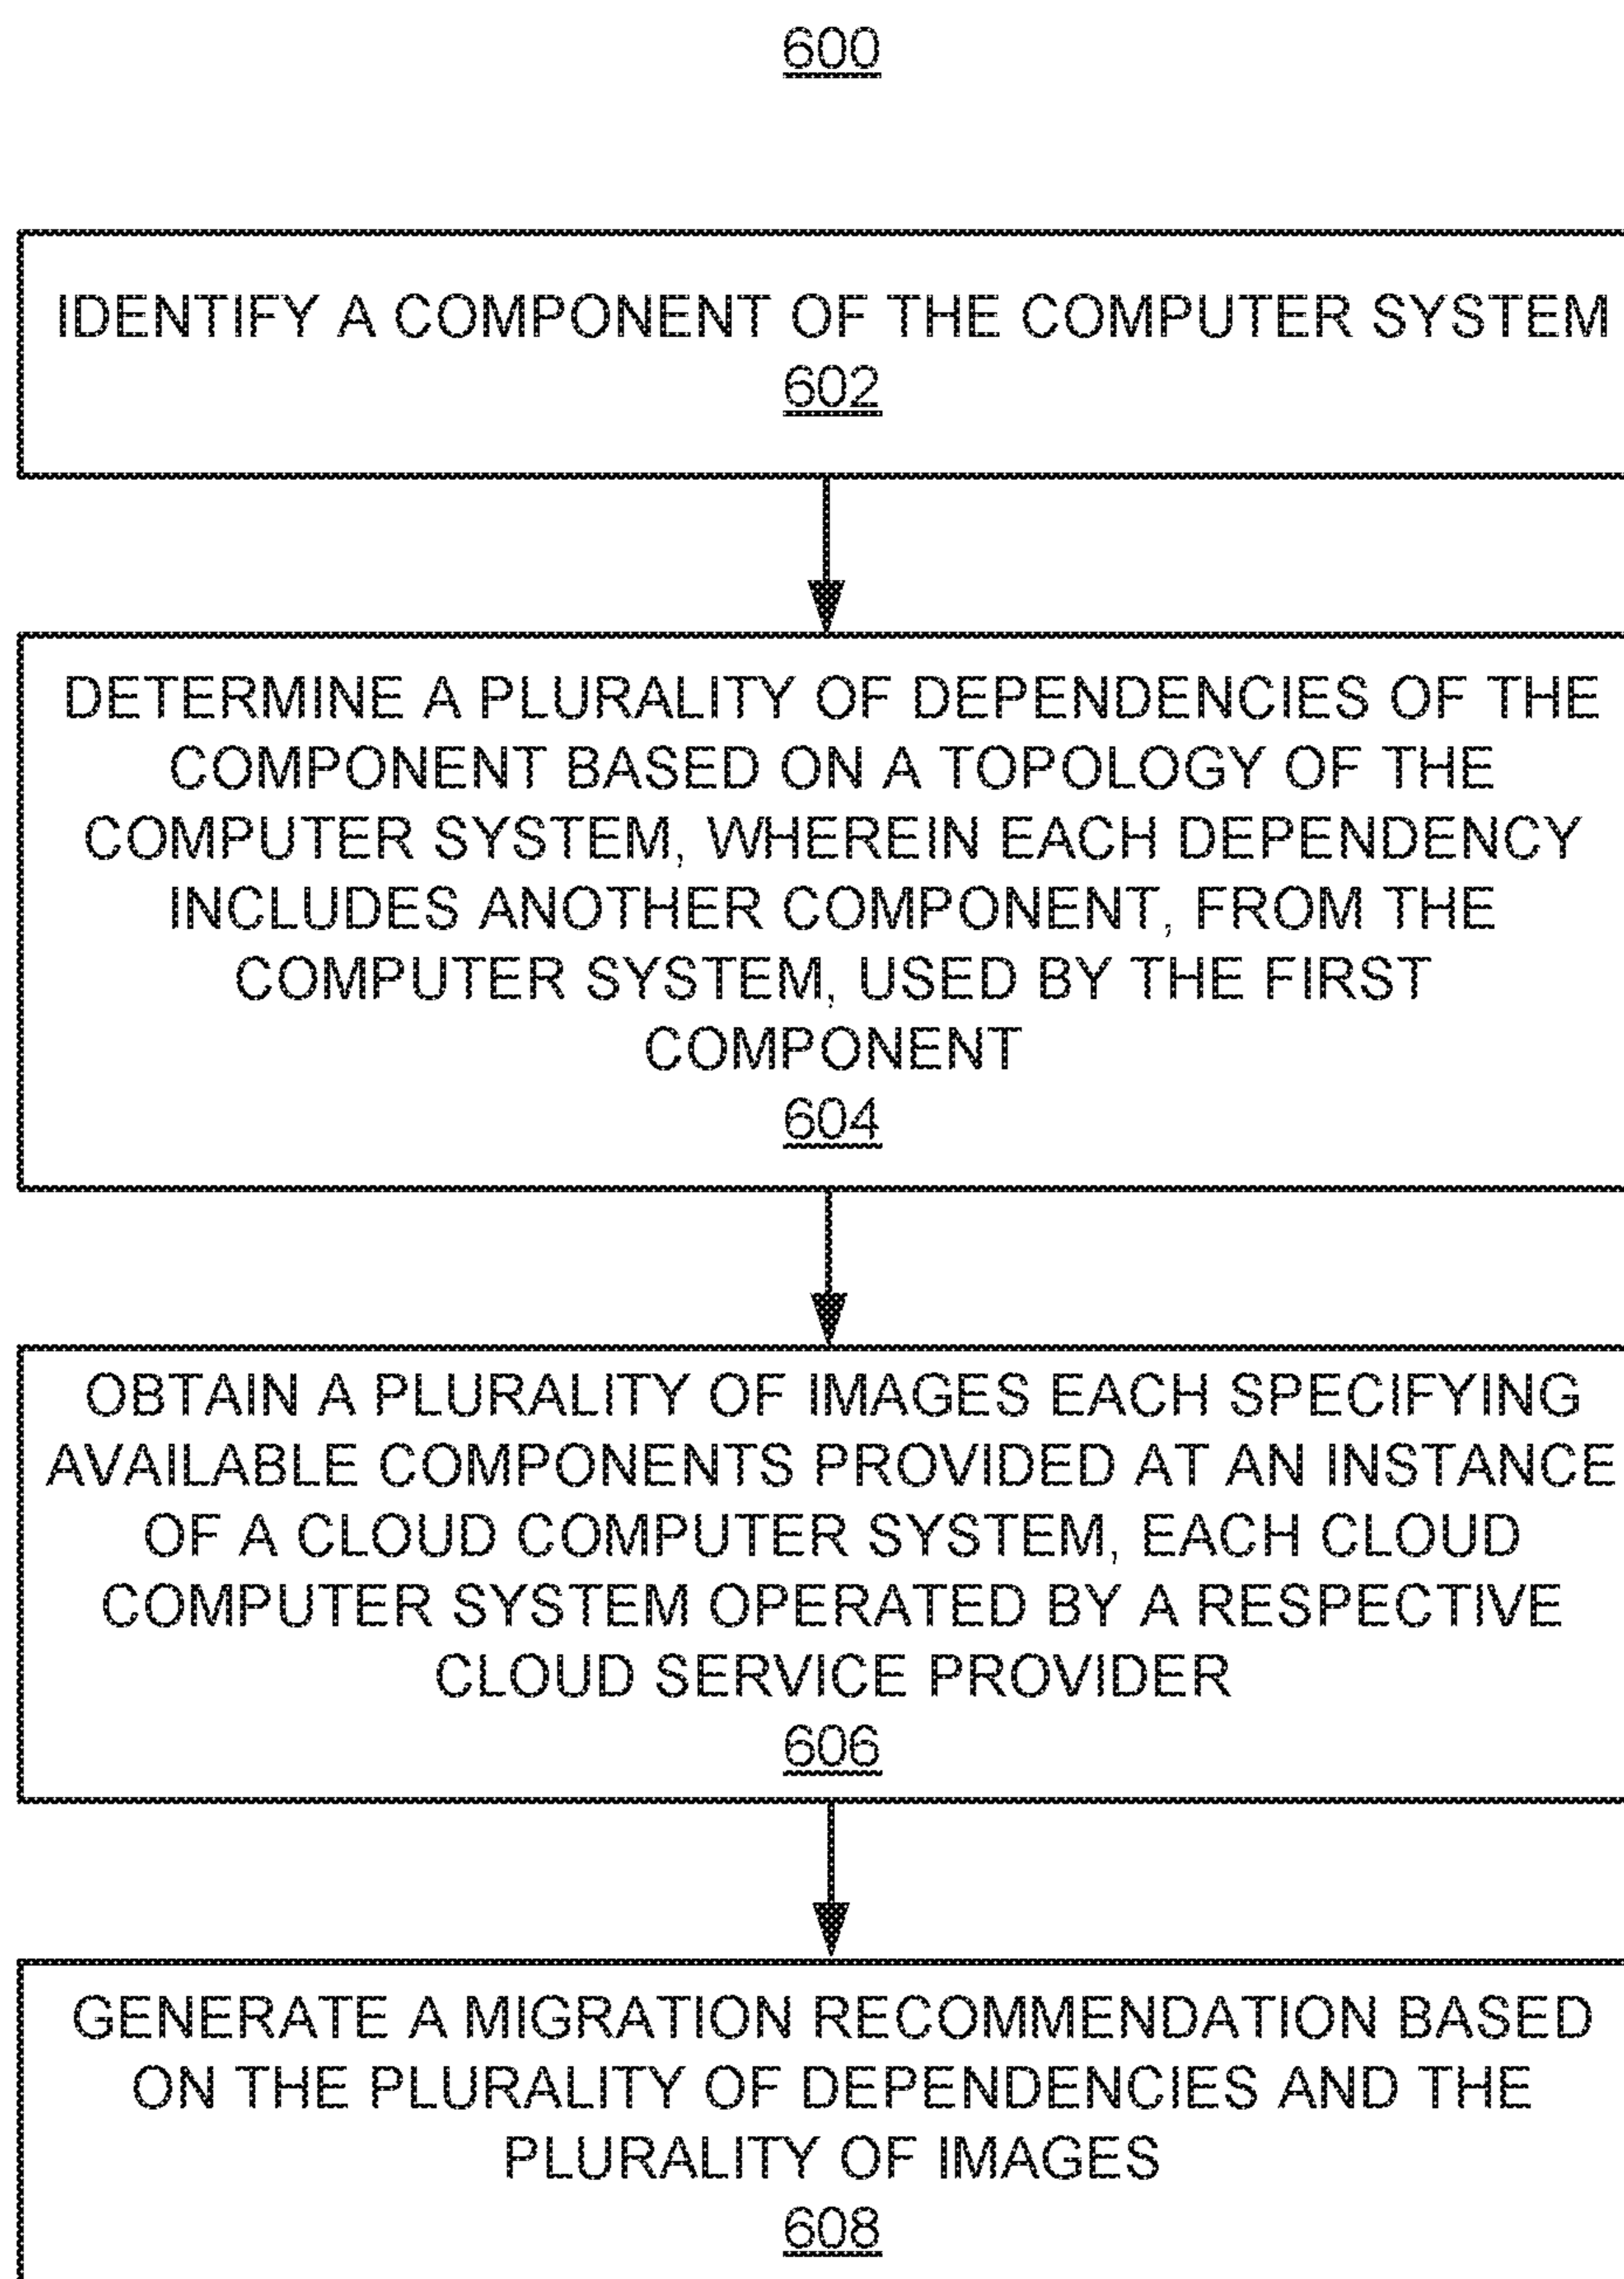 600
IDENTIFY A COMPONENT OF THE COMPUTER SYSTEM
602
DETERMINE A PLURALITY OF DEPENDENCIES OF THE
COMPONENT BASED ON A TOPOLOGY OF THE
COMPUTER SYSTEM, WHEREIN EACH DEPENDENCY
INCLUDES ANOTHER COMPONENT, FROM THE
COMPUTER SYSTEM, USED BY THE FIRST
COMPONENT
604
OBTAIN A PLURALITY OF IMAGES EACH SPECIFYING
AVAILABLE COMPONENTS PROVIDED AT AN INSTANCE
OF A CLOUD COMPUTER SYSTEM, EACH CLOUD
COMPUTER SYSTEM OPERATED BY A RESPECTIVE
CLOUD SERVICE PROVIDER
606
GENERATE A MIGRATION RECOMMENDATION BASED
ON THE PLURALITY OF DEPENDENCIES AND THE
PLURALITY OF IMAGES
608